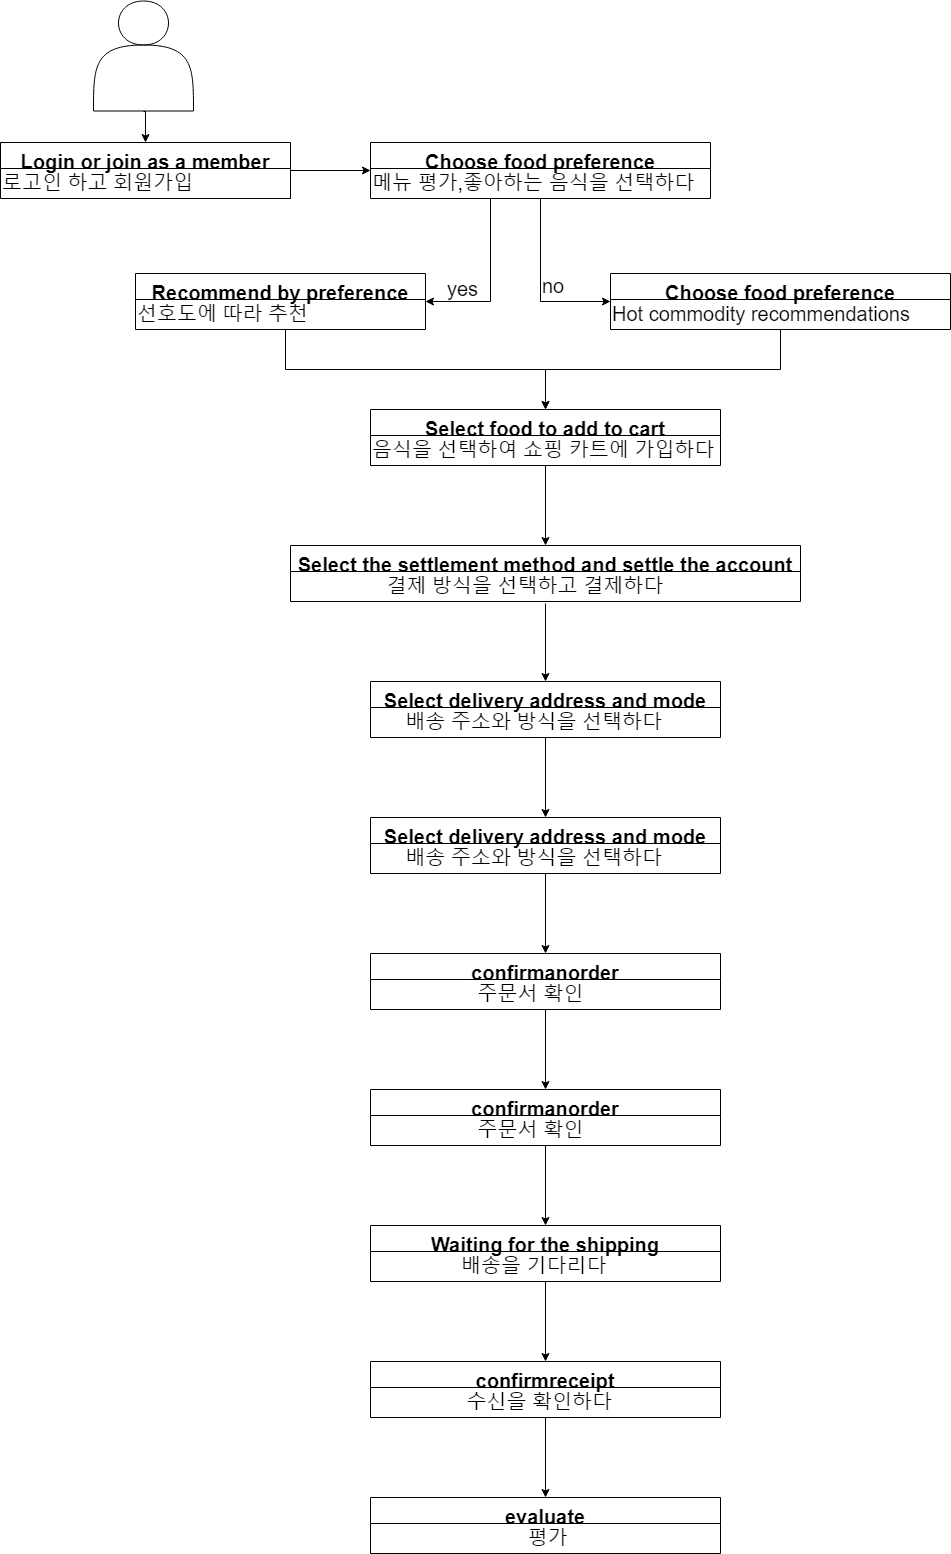 Login or join as a member
로고인 하고 회원가입
Choose food preference
메뉴 평가,좋아하는 음식을 선택하다
yes
no
Recommend by preference
선호도에 따라 추천
Choose food preference
Hot commodity recommendations
Select food to add to cart
음식을 선택하여 쇼핑 카트에 가입하다
Select the settlement method and settle the account
결제 방식을 선택하고 결제하다
Select delivery address and mode
배송 주소와 방식을 선택하다
Select delivery address and mode
배송 주소와 방식을 선택하다
confirmanorder
주문서 확인
confirmanorder
주문서 확인
Waiting for the shipping
배송을 기다리다
confirmreceipt
수신을 확인하다
evaluate
평가